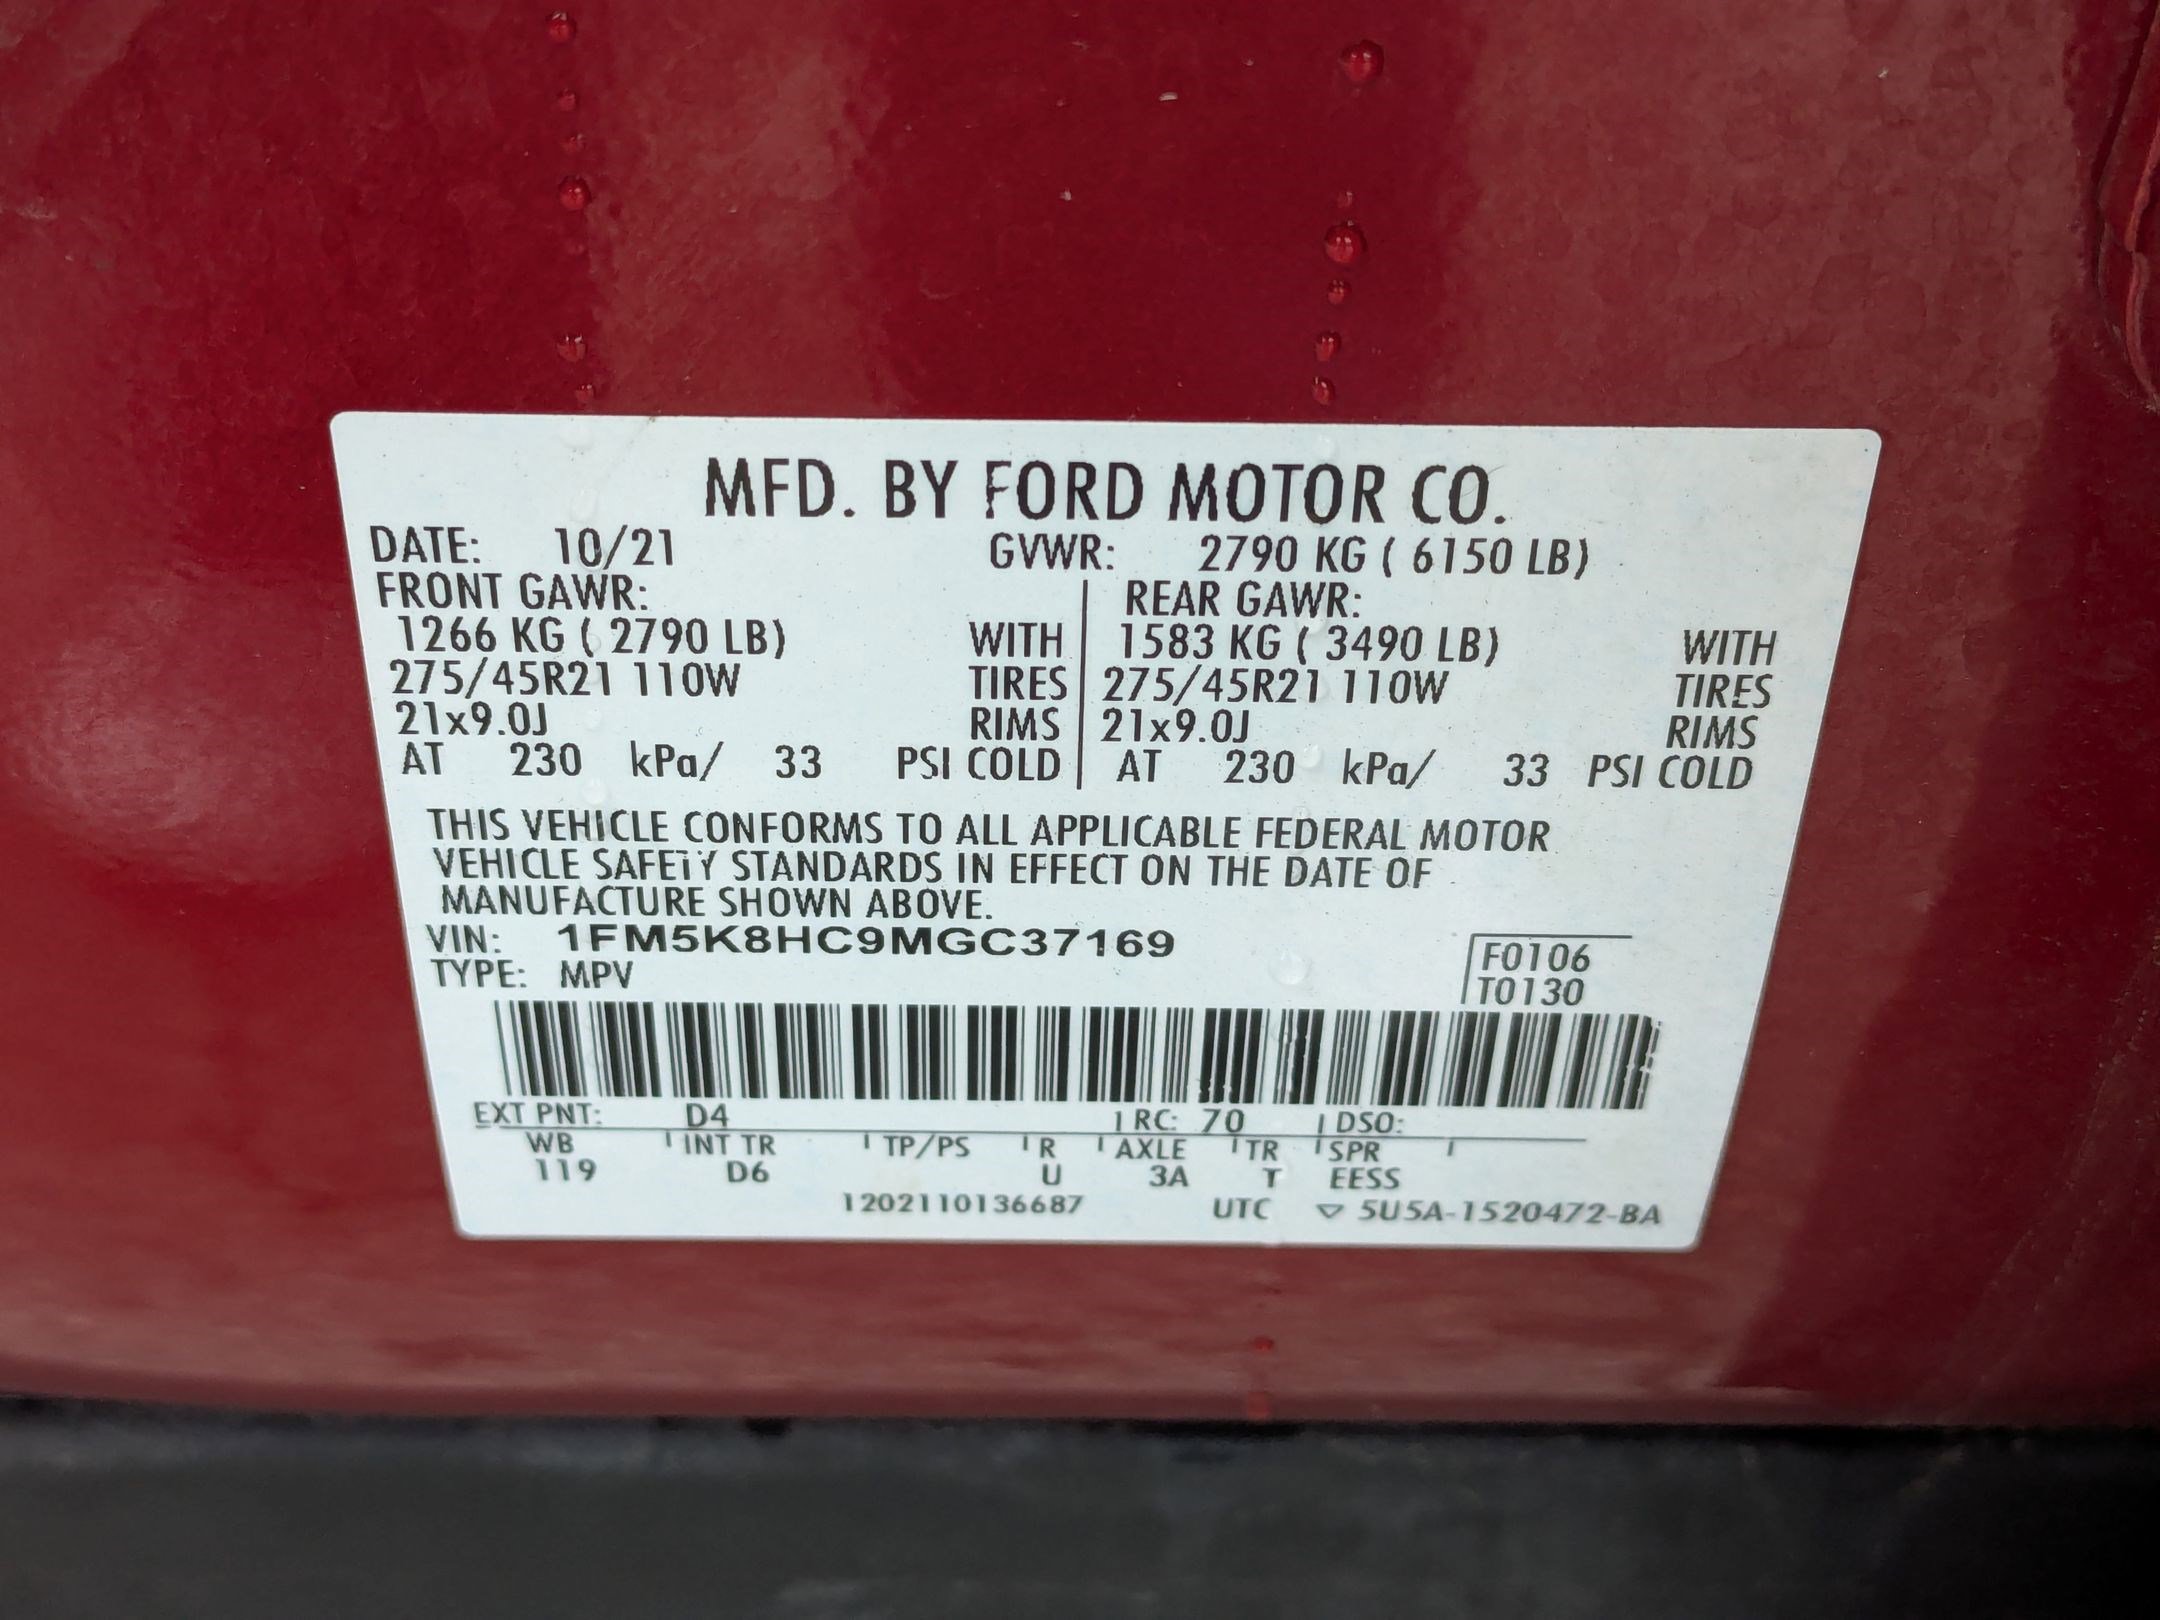 MFD. BY FORD MOTOR CO.
DATE: 10/21 GVWR: 2790 KG ( 6150 LB)
FRONT GAWR: REAR GAWR:
1266 KG ( 2790 LB) WITH 1583 KG ( 3490 LB) WITH
275/45R21 110W TIRES 275/45R21 110W TIRES
21x9.0J RIMS 21x9.0J RIMS
AT 230 kPa/ 33 PSI COLD AT 230 kPa/ 33 PSI COLD
THIS VEHICLE CONFORMS TO ALL APPLICABLE FEDERAL MOTOR
VEHICLE SAFETY STANDARDS IN EFFECT ON THE DATE OF
MANUFACTURE SHOWN ABOVE.
VIN: 1FM5K8HC9MGC37169 F0106
TYPE: MPV T0130
EXT PNT: D4 RC: 70 DSO:
WB INT TR TP/PS R AXLE TR SPR
119 D6 U 3A T EESS
1202110136687 UTC ▽ 5U5A-1520472-BA